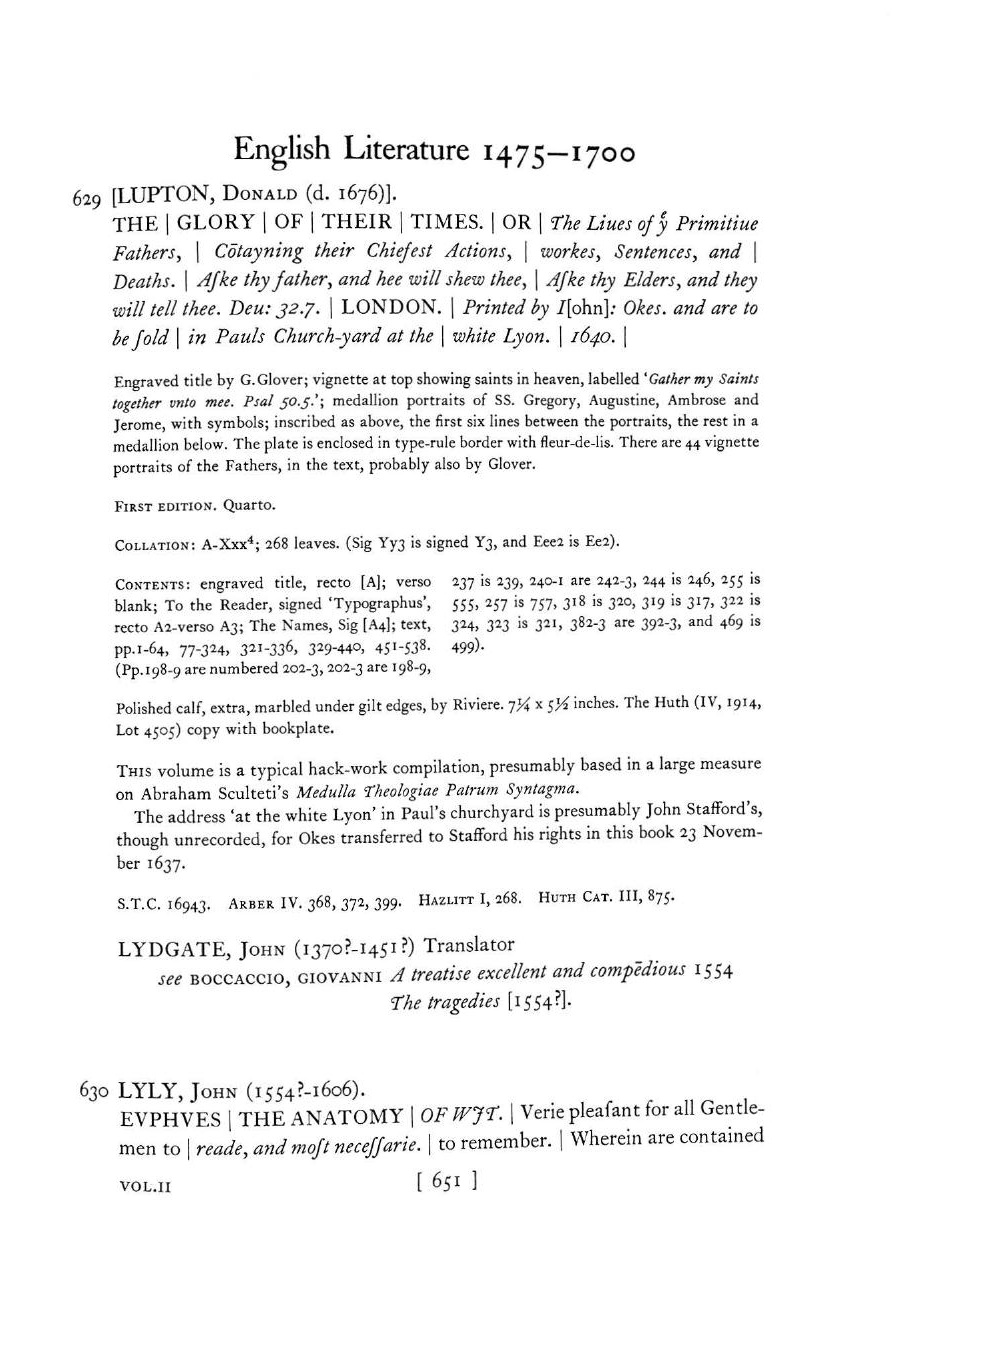 English Literature 1475–1700
629 [LUPTON, Donald (d. 1676)].
THE | GLORY | OF | THEIR | TIMES. | OR | The Liues of yͤ Primitiue
Fathers, | Cōtayning their Chiefest Actions, | workes, Sentences, and |
Deaths. | Aſke thy father, and hee will shew thee, | Aſke thy Elders, and they
will tell thee. Deu: 32.7. | LONDON. | Printed by I[ohn]: Okes. and are to
be ſold | in Pauls Church-yard at the | white Lyon. | 1640. |
Engraved title by G.Glover; vignette at top showing saints in heaven, labelled ‘Gather my Saints
together vnto mee. Psal 50.5.’; medallion portraits of SS. Gregory, Augustine, Ambrose and
Jerome, with symbols; inscribed as above, the first six lines between the portraits, the rest in a
medallion below. The plate is enclosed in type-rule border with fleur-de-lis. There are 44 vignette
portraits of the Fathers, in the text, probably also by Glover.
First edition. Quarto.
Collation: A-Xxx⁴; 268 leaves. (Sig Yy3 is signed Y3, and Eee2 is Ee2).
Contents: engraved title, recto [A]; verso
blank; To the Reader, signed ‘Typographus’,
recto A2-verso A3; The Names, Sig [A4]; text,
pp.1-64, 77-324, 321-336, 329-440, 451-538.
(Pp.198-9 are numbered 202-3, 202-3 are 198-9,
237 is 239, 240-1 are 242-3, 244 is 246, 255 is
555, 257 is 757, 318 is 320, 319 is 317, 322 is
324, 323 is 321, 382-3 are 392-3, and 469 is
499).
Polished calf, extra, marbled under gilt edges, by Riviere. 7¼ x 5½ inches. The Huth (IV, 1914,
Lot 4505) copy with bookplate.
This volume is a typical hack-work compilation, presumably based in a large measure
on Abraham Sculteti’s Medulla Theologiae Patrum Syntagma.
The address ‘at the white Lyon’ in Paul’s churchyard is presumably John Stafford’s,
though unrecorded, for Okes transferred to Stafford his rights in this book 23 Novem-
ber 1637.
S.T.C. 16943. Arber IV. 368, 372, 399. Hazlitt I, 268. Huth Cat. III, 875.
LYDGATE, John (1370?-1451?) Translator
see BOCCACCIO, GIOVANNI A treatise excellent and compēdious 1554
The tragedies [1554?].
630 LYLY, John (1554?-1606).
EVPHVES | THE ANATOMY | OF WJT. | Verie pleaſant for all Gentle-
men to | reade, and moſt neceſſarie. | to remember. | Wherein are contained
VOL.II
[ 651 ]